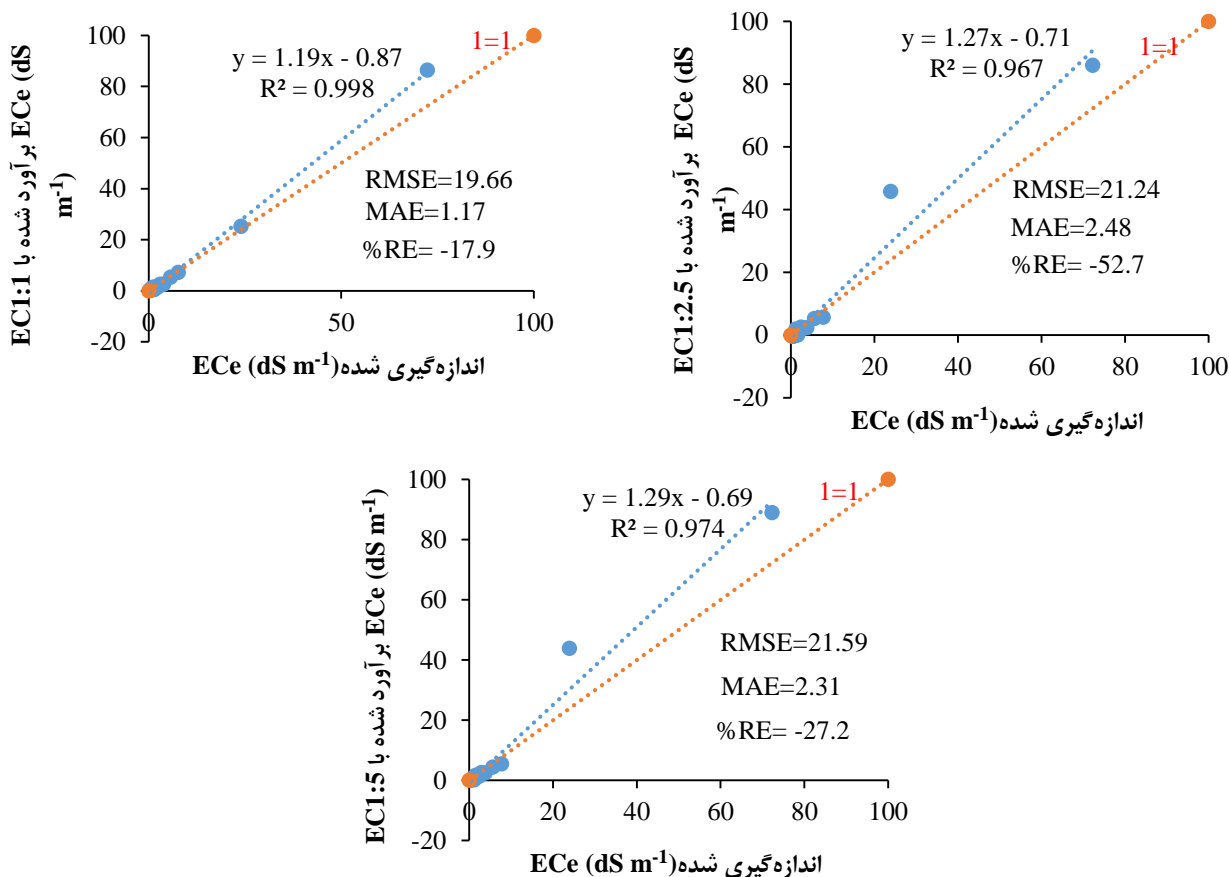 EC1:1 برآورد شده با ECe (dS
m-1)
100
80
60
40
20
0
-20
y = 1.19x - 0.87
R² = 0.998
1=1
RMSE=19.66
MAE=1.17
%RE= -17.9
0
50
100
ECe (dS m-1) اندازه‌گیری شده
EC1:2.5 برآورد شده با ECe (dS
m-1)
100
80
60
40
20
0
-20
y = 1.27x - 0.71
R² = 0.967
1=1
RMSE=21.24
MAE=2.48
%RE= -52.7
0
20
40
60
80
100
ECe (dS m-1) اندازه‌گیری شده
EC1:5 برآورد شده با ECe (dS m-1)
100
80
60
40
20
0
-20
y = 1.29x - 0.69
R² = 0.974
1=1
RMSE=21.59
MAE=2.31
%RE= -27.2
0
20
40
60
80
100
ECe (dS m-1) اندازه‌گیری شده